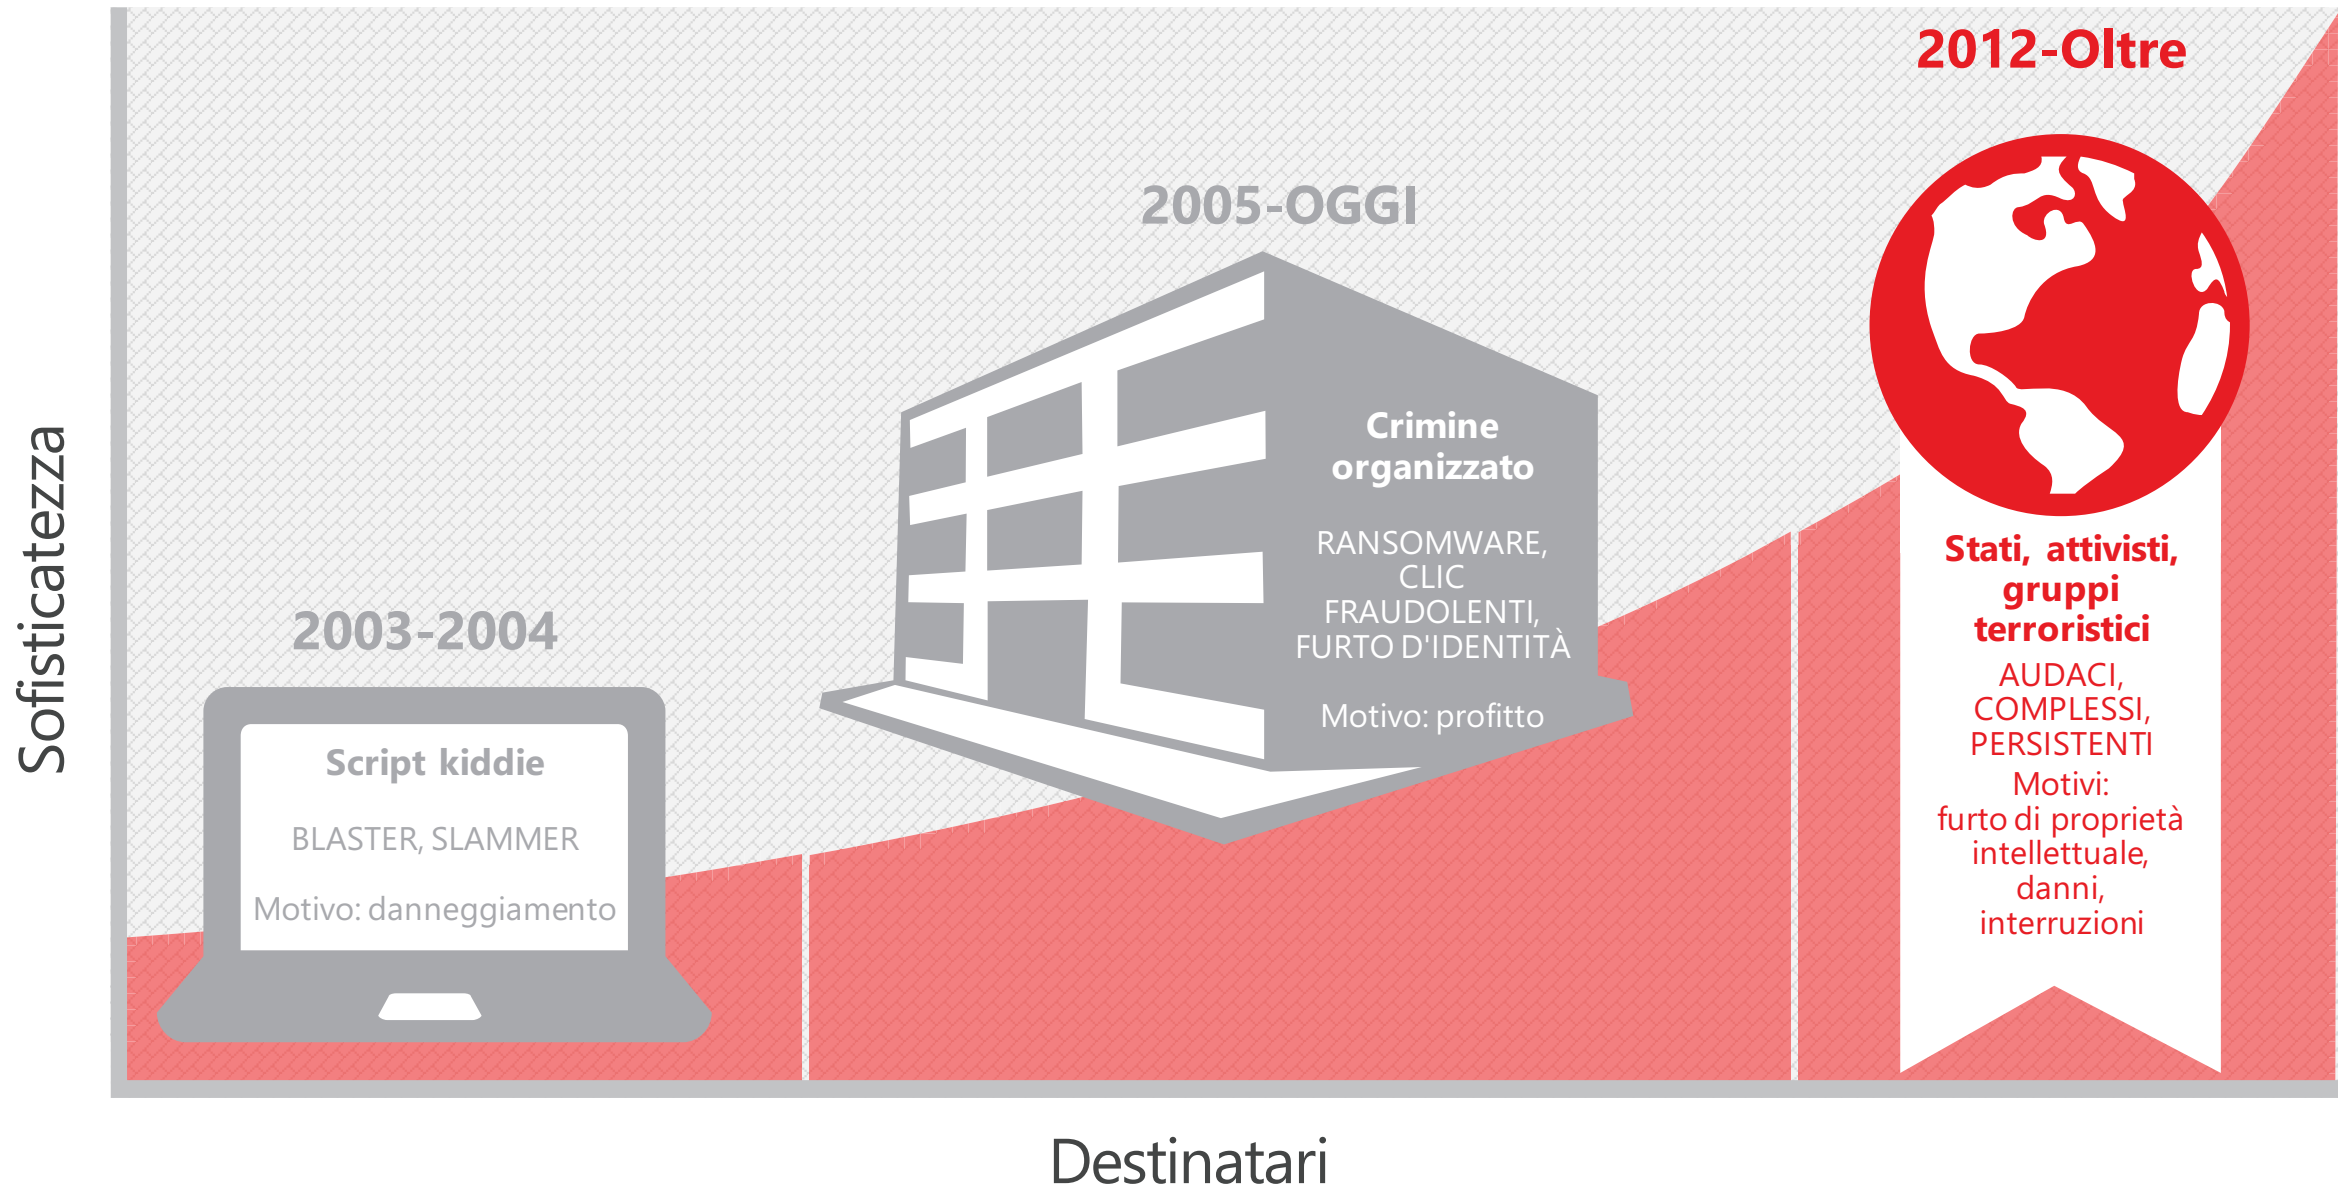 Sofisticatezza
2003-2004
Script kiddie
BLASTER, SLAMMER
Motivo: danneggiamento
2005-OGGI
Crimine
organizzato
RANSOMWARE,
CLIC
FRAUDOLENTI,
FURTO D'IDENTITÀ
Motivo: profitto
2012-Oltre
Stati, attivisti,
gruppi
terroristici
AUDACI,
COMPLESSI,
PERSISTENTI
Motivi:
furto di proprietà
intellettuale,
danni,
interruzioni
Destinatari